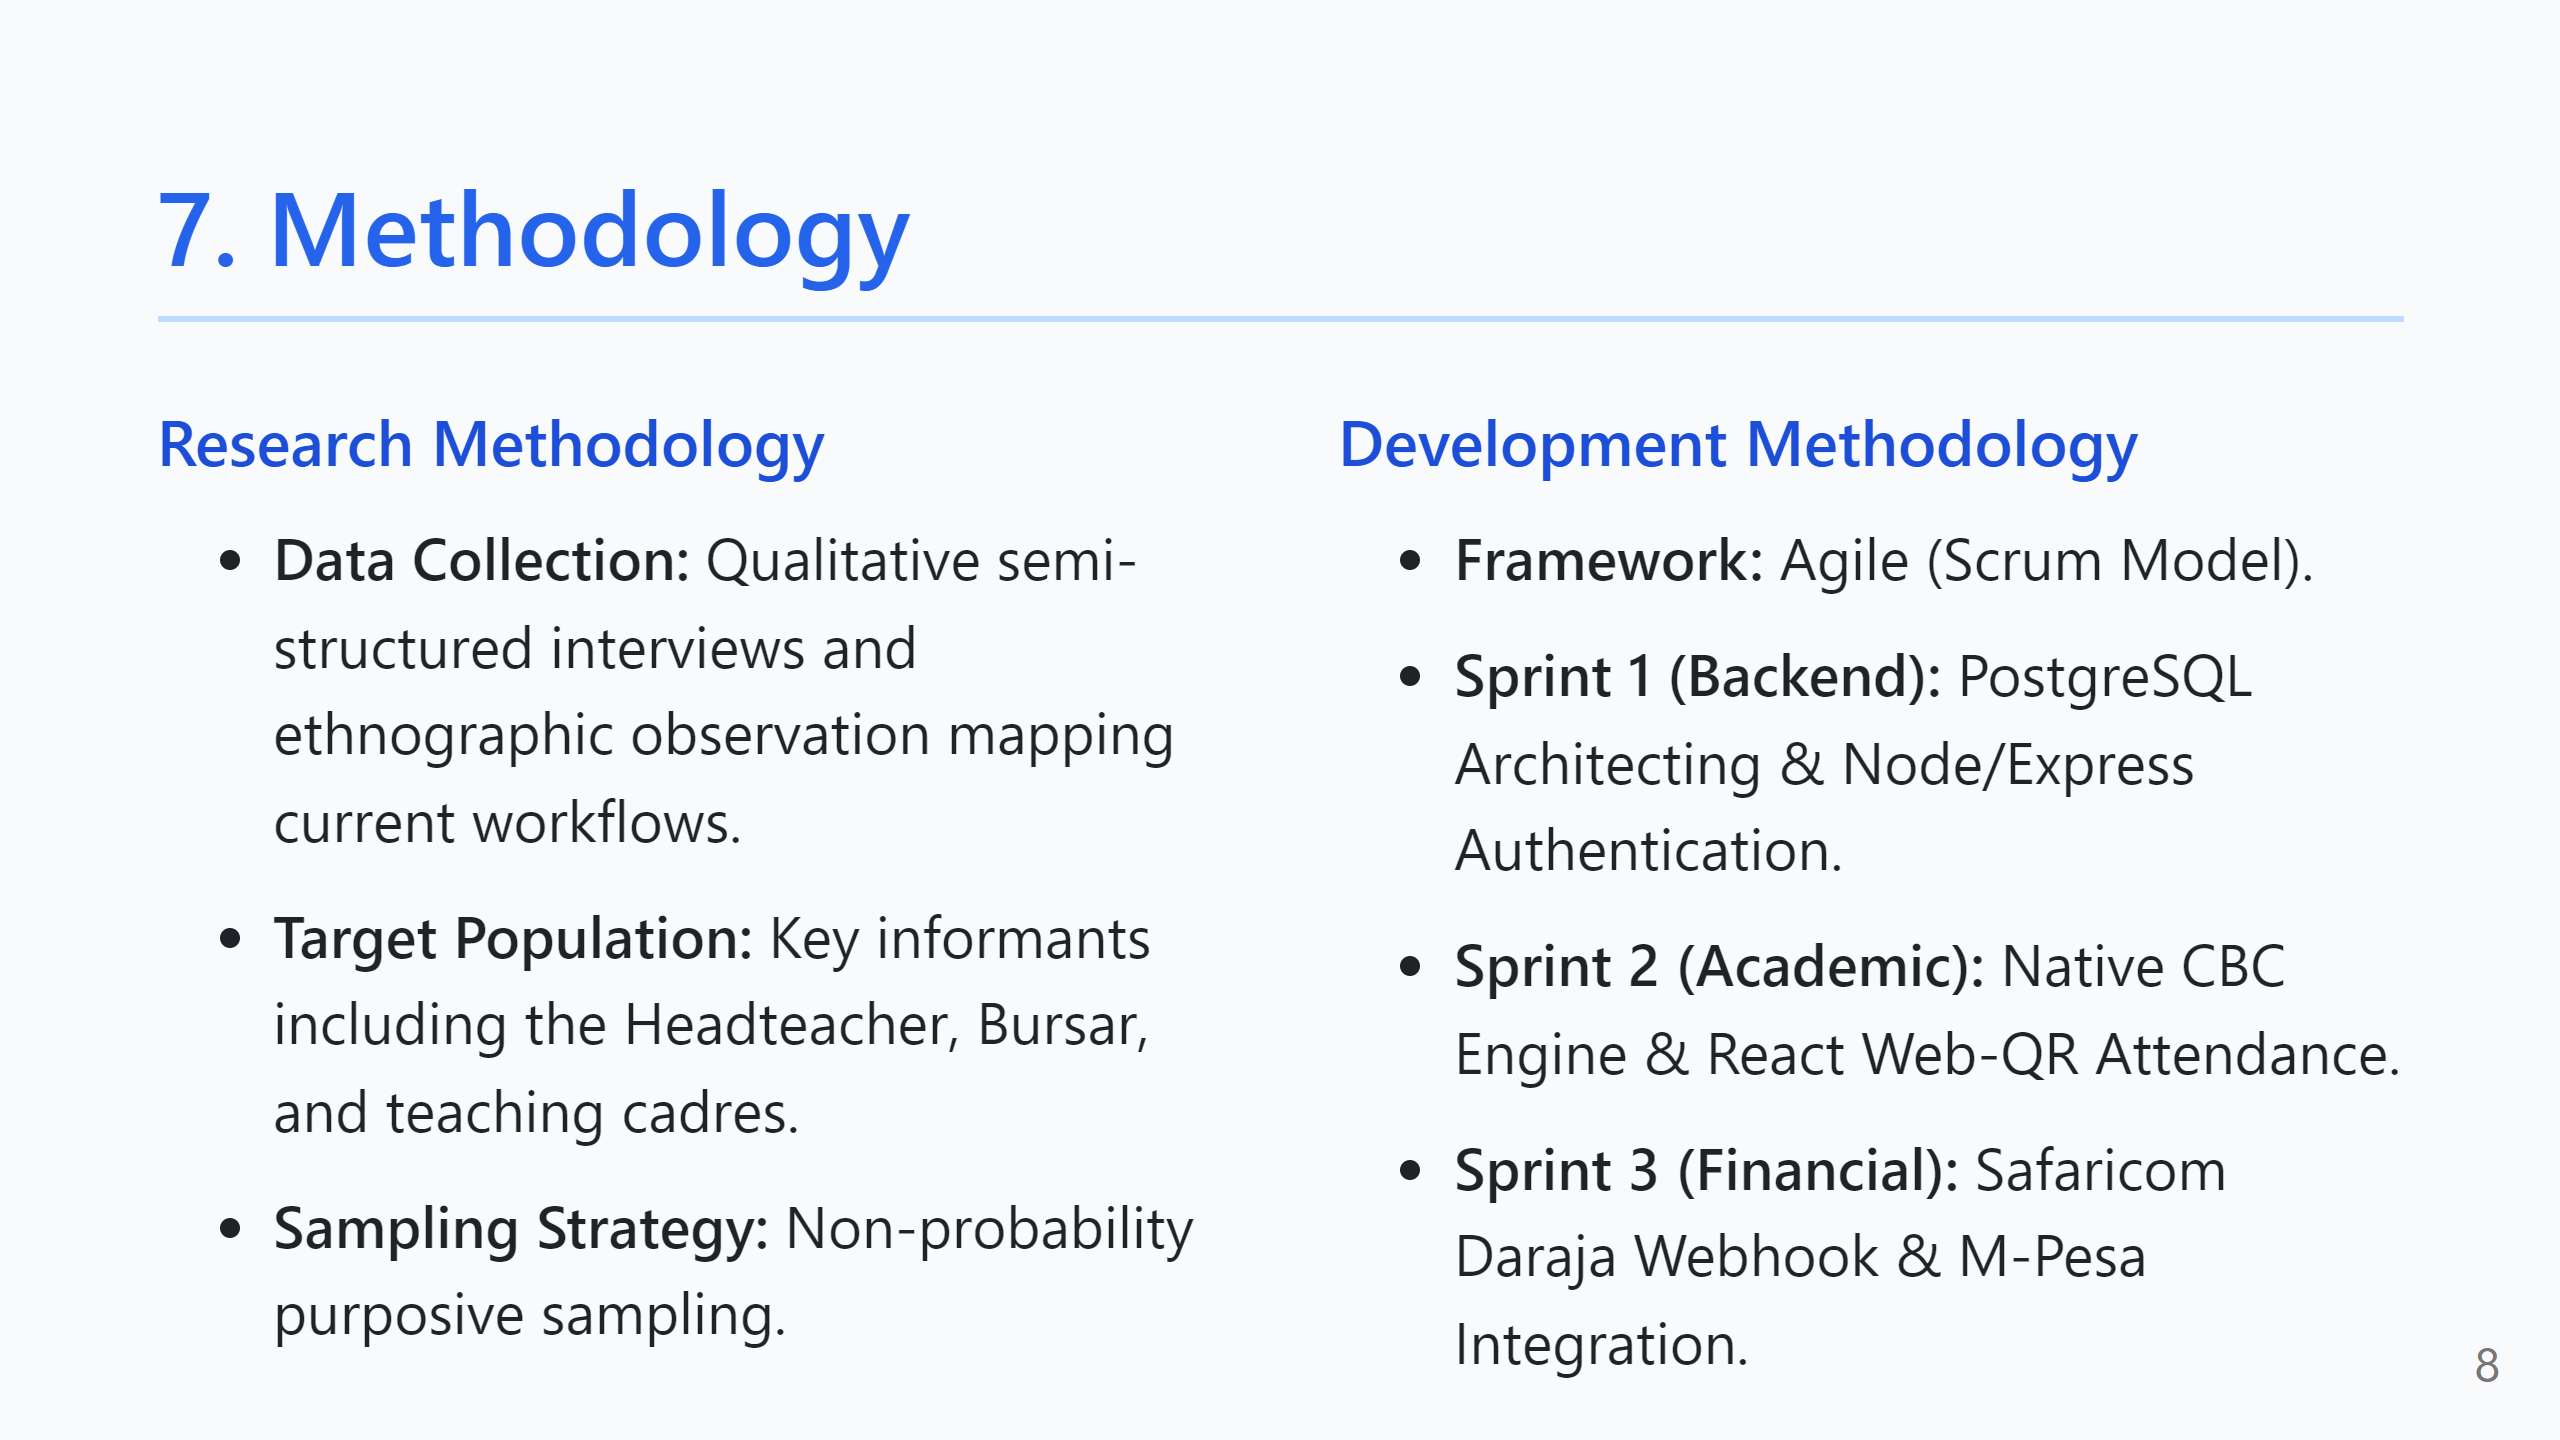 7. Methodology
Research Methodology
• Data Collection: Qualitative semi-
structured interviews and
ethnographic observation mapping
current workflows.
• Target Population: Key informants
including the Headteacher, Bursar,
and teaching cadres.
• Sampling Strategy: Non-probability
purposive sampling.
Development Methodology
• Framework: Agile (Scrum Model).
• Sprint 1 (Backend): PostgreSQL
Architecting & Node/Express
Authentication.
• Sprint 2 (Academic): Native CBC
Engine & React Web-QR Attendance.
• Sprint 3 (Financial): Safaricom
Daraja Webhook & M-Pesa
Integration.
8